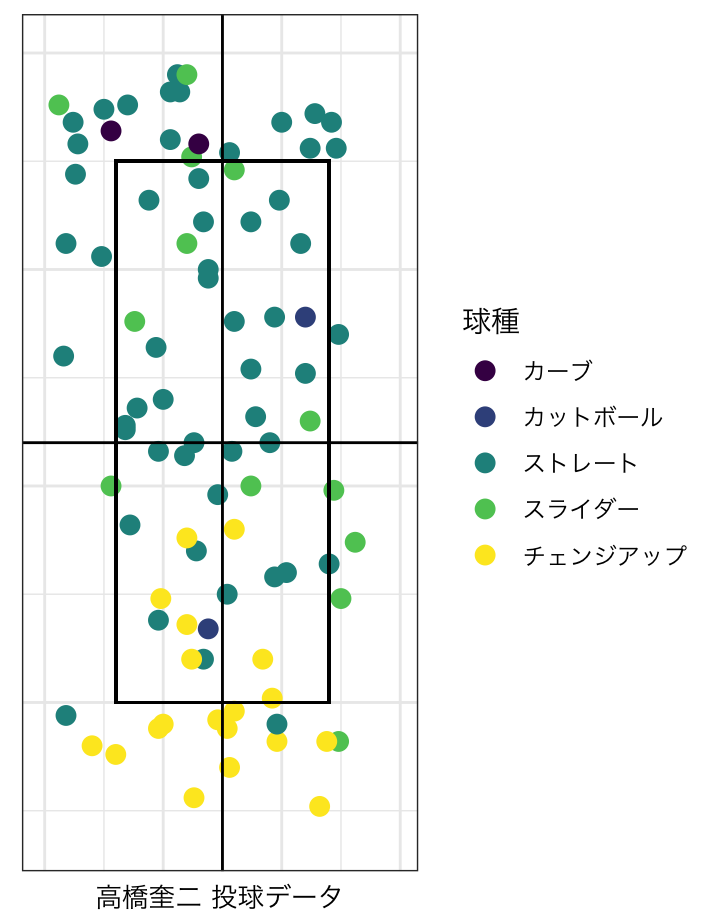 球種
カーブ
カットボール
ストレート
スライダー
チェンジアップ
高橋奎二 投球データ